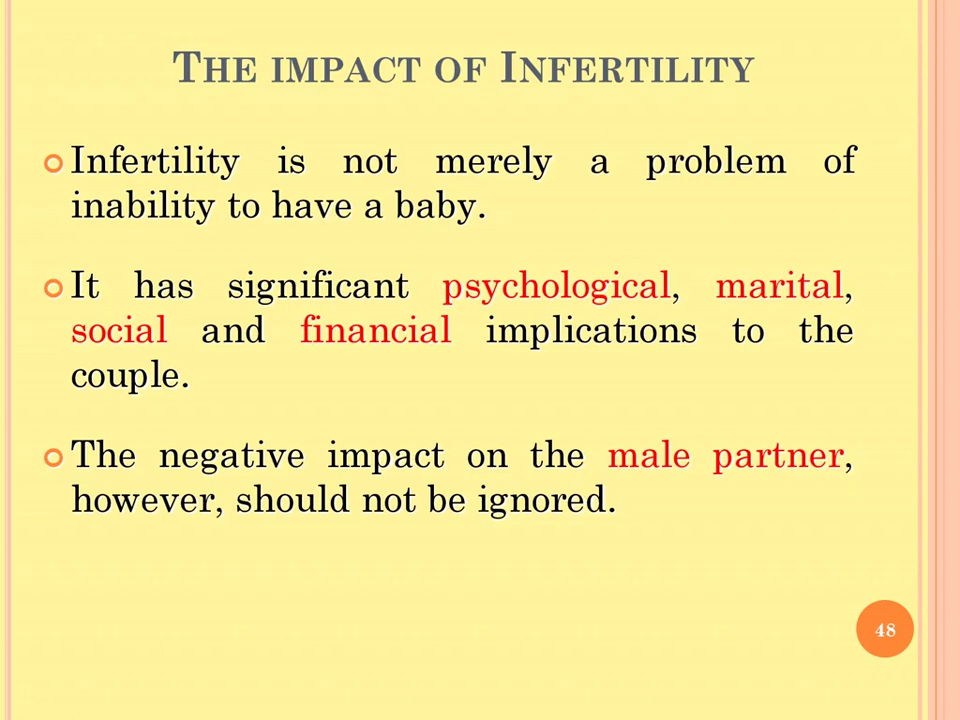 THE IMPACT OF INFERTILITY
Infertility is not merely a problem of
inability to have a baby.
It has significant psychological, marital,
social and financial implications to the
couple.
The negative impact on the male partner,
however, should not be ignored.
48